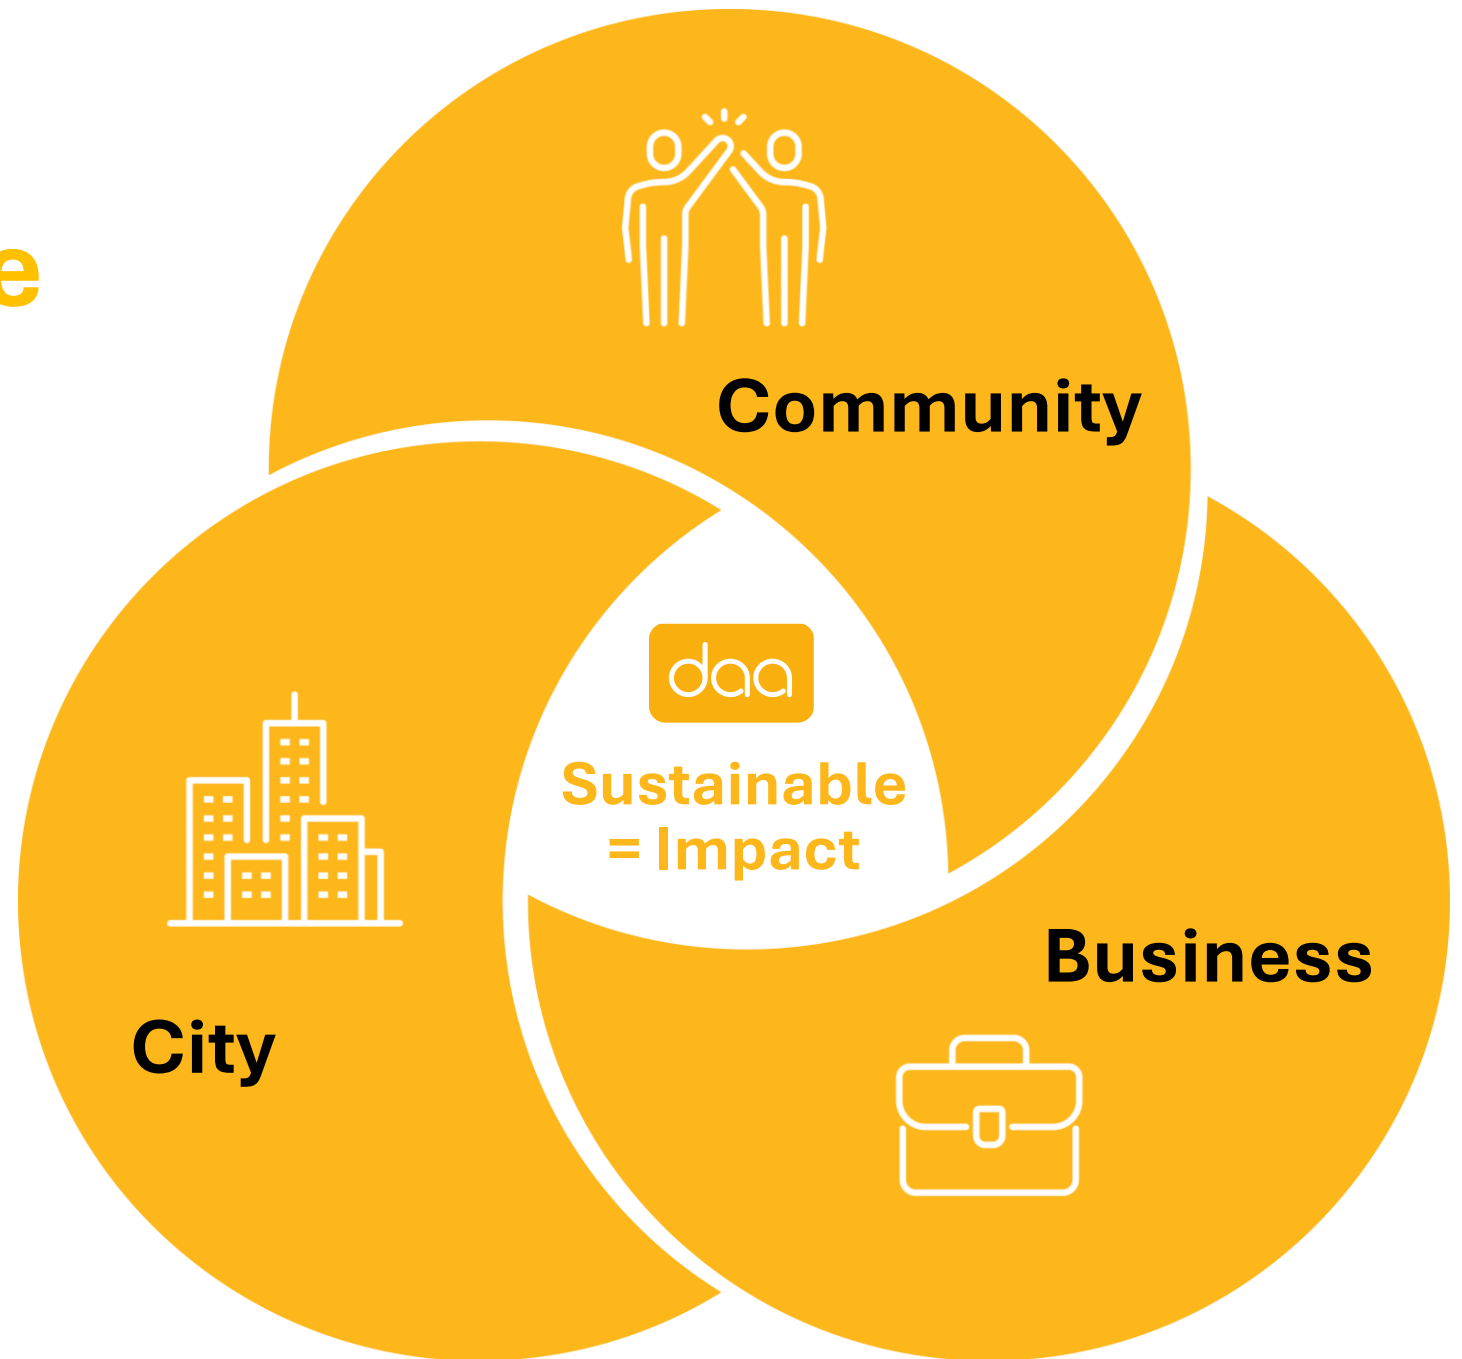 e
Community
daa
Sustainable
= Impact
Business
City